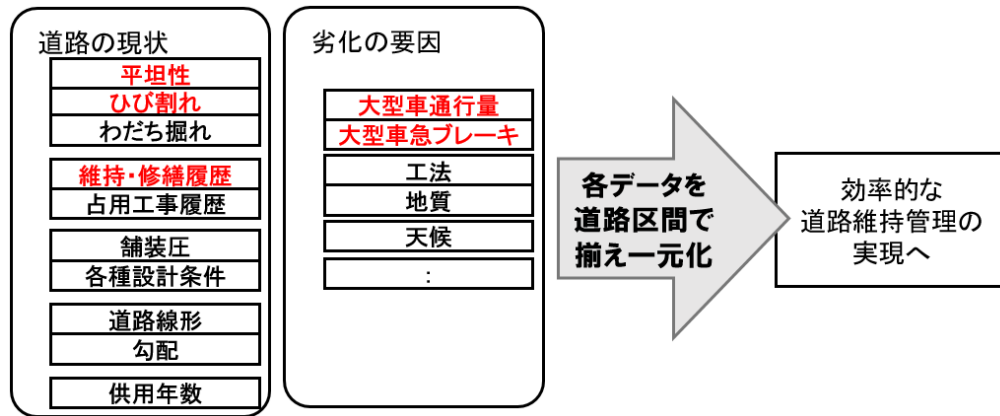 道路の現状
平坦性
ひび割れ
わだち掘れ
維持・修繕履歴
占用工事履歴
舗装圧
各種設計条件
道路線形
勾配
供用年数
劣化の要因
大型車通行量
大型車急ブレーキ
工法
地質
天候
:
各データを
道路区間で
揃え一元化
効率的な
道路維持管理の
実現へ